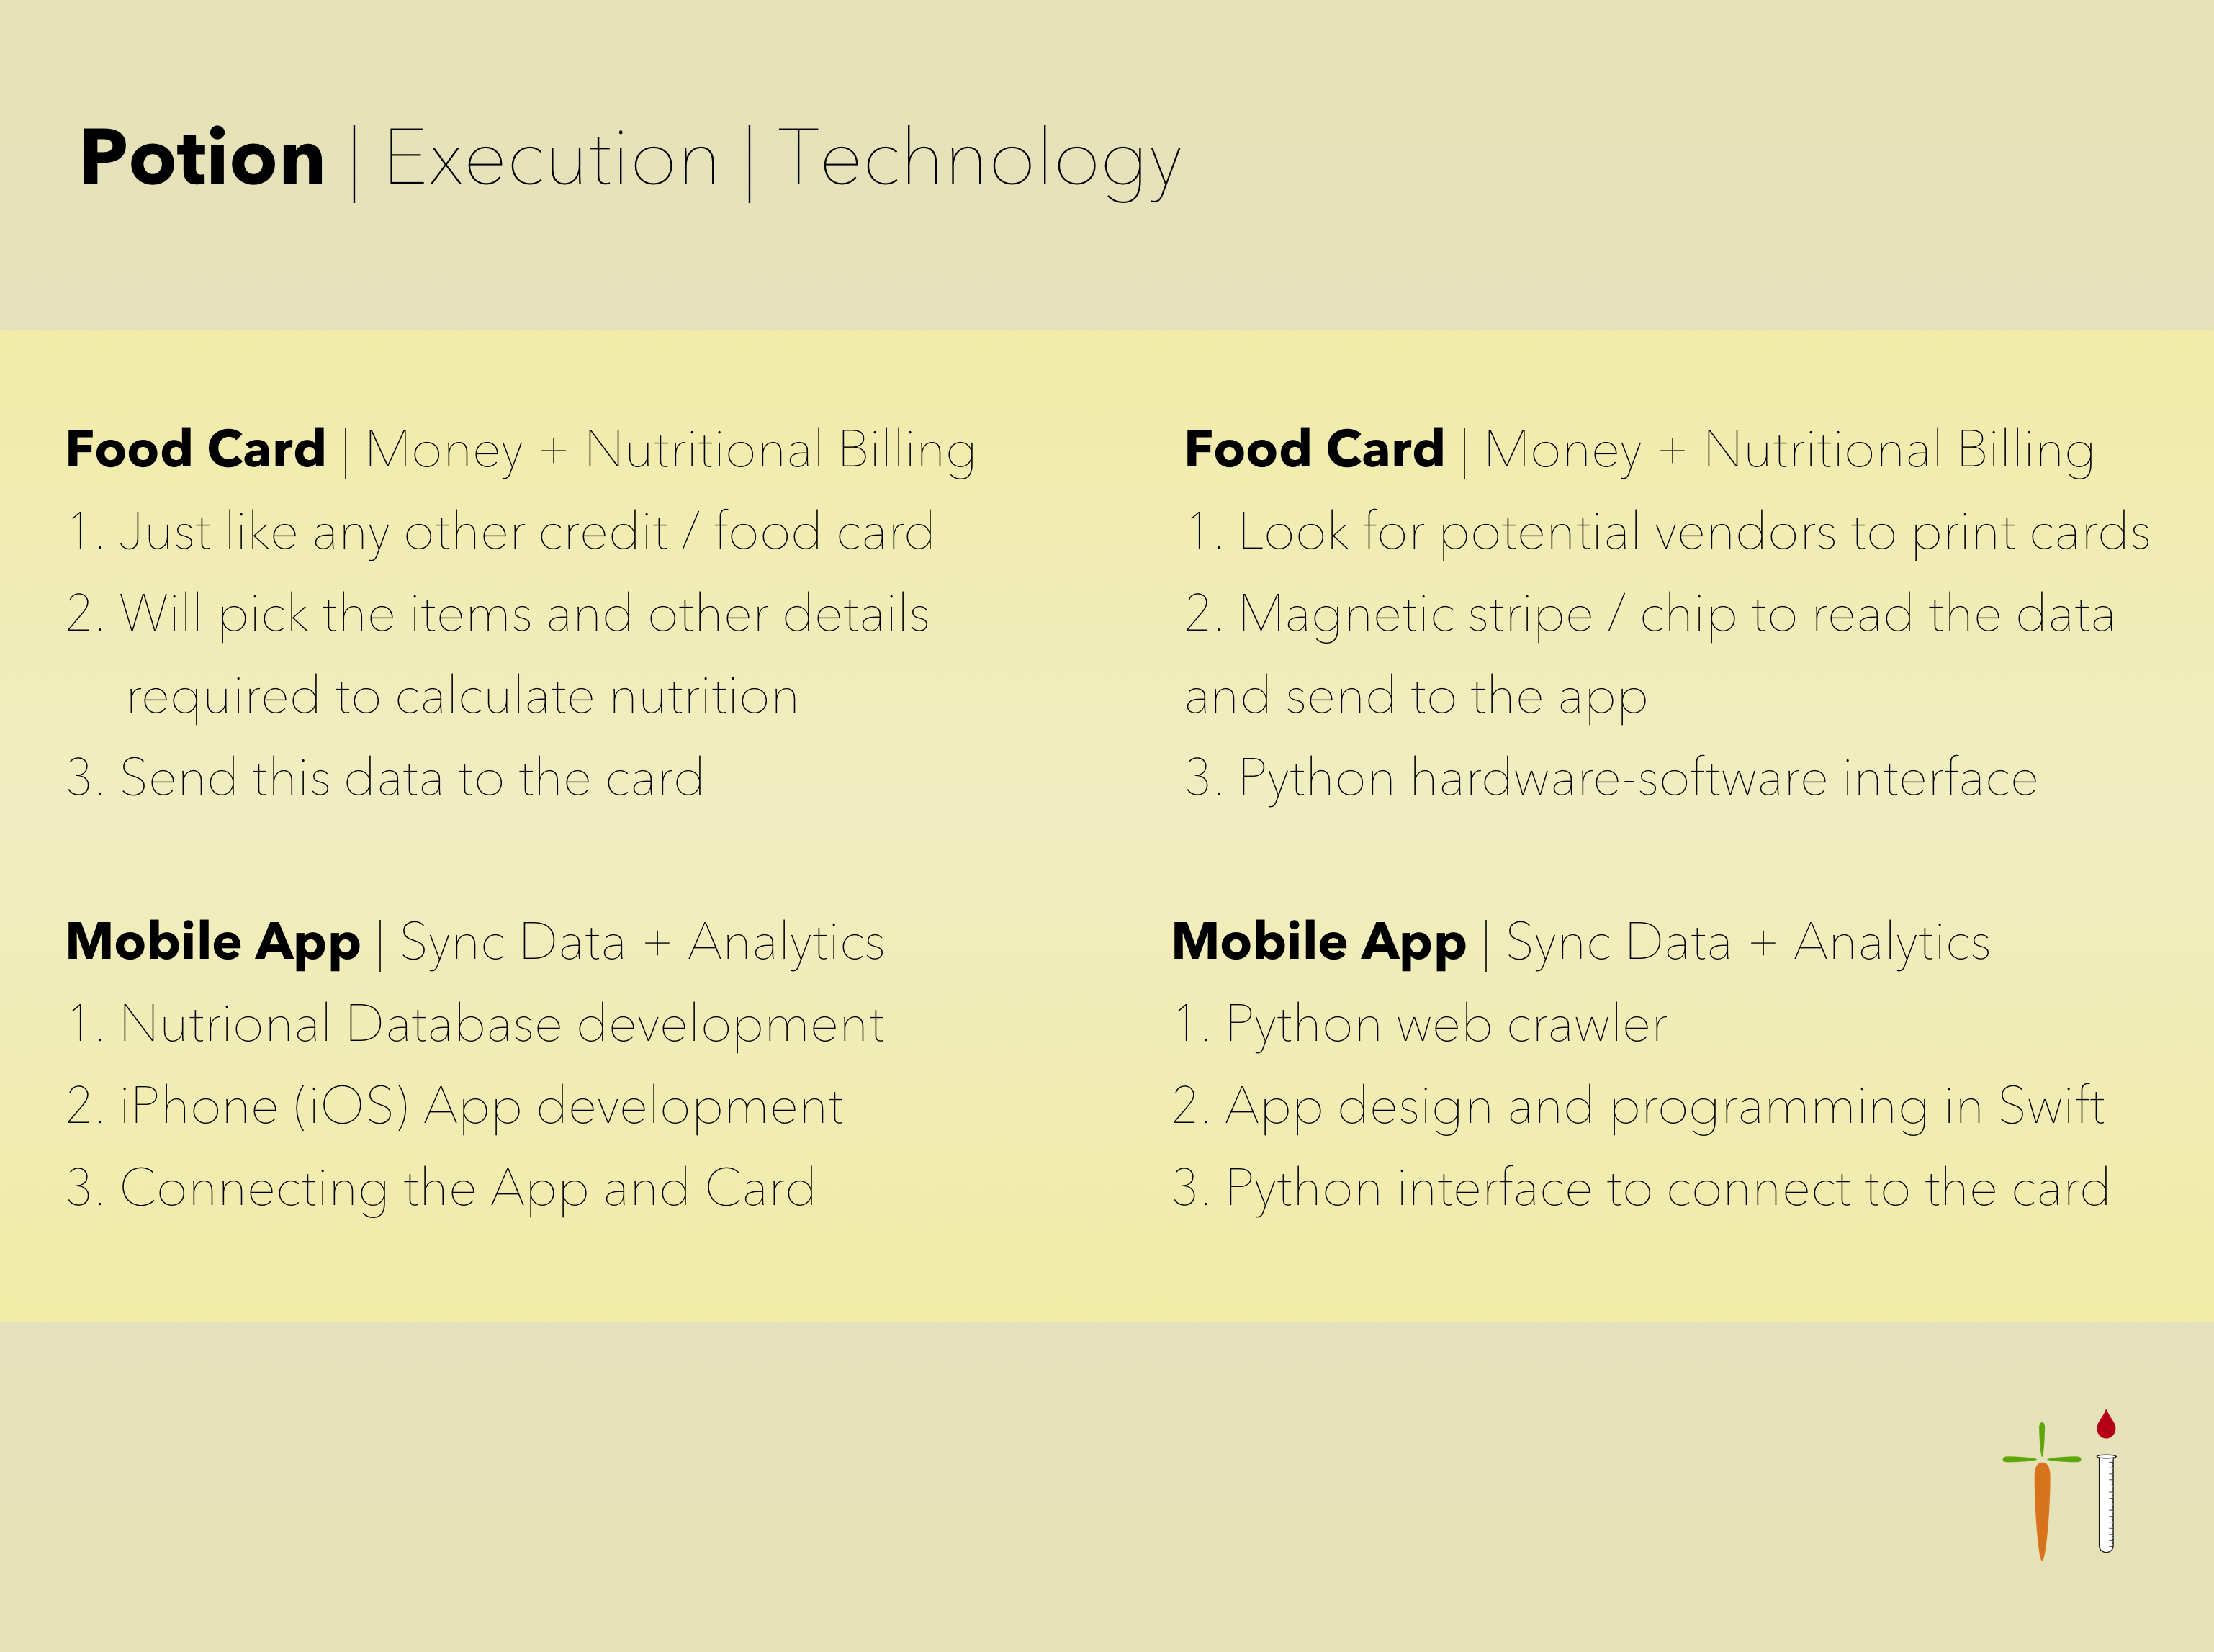 Potion | Execution | Technology
Food Card | Money + Nutritional Billing
1. Just like any other credit / food card
2. Will pick the items and other details
required to calculate nutrition
3. Send this data to the card
Mobile App | Sync Data + Analytics
1. Nutrional Database development
2. iPhone (iOS) App development
3. Connecting the App and Card
Food Card | Money + Nutritional Billing
1. Look for potential vendors to print cards
2. Magnetic stripe / chip to read the data
and send to the app
3. Python hardware-software interface
Mobile App | Sync Data + Analytics
1. Python web crawler
2. App design and programming in Swift
3. Python interface to connect to the card